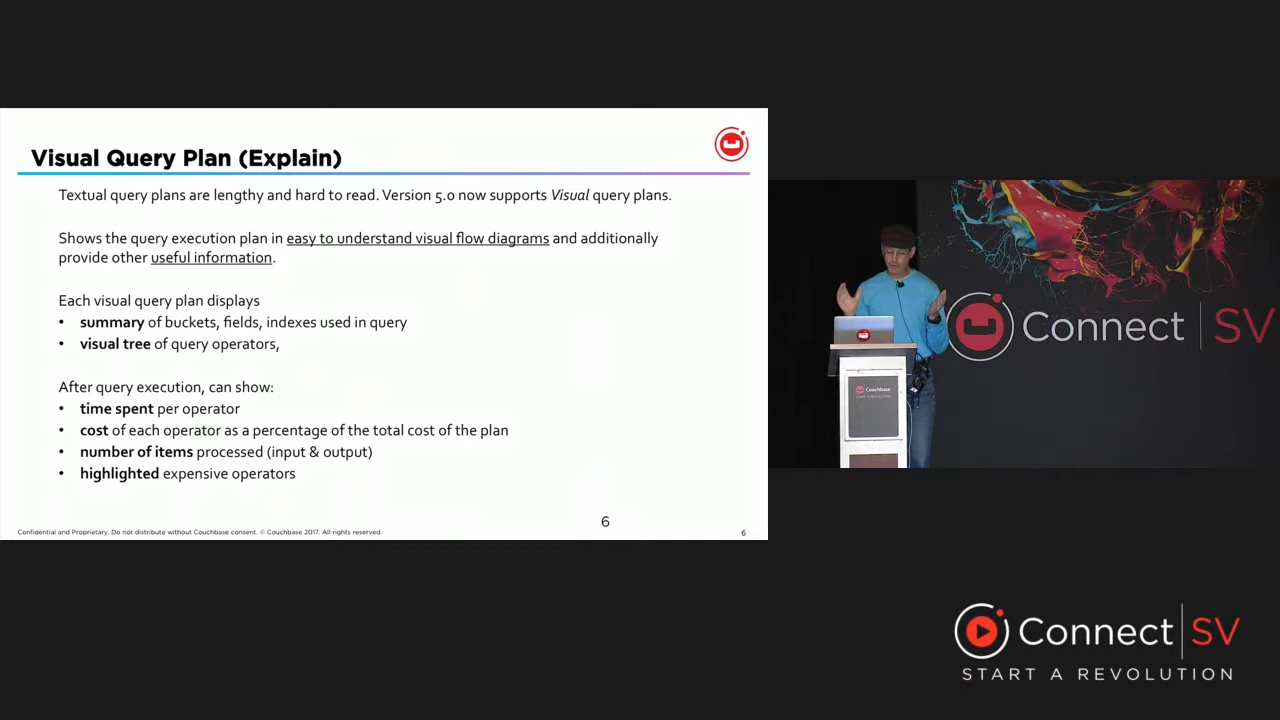 Visual Query Plan (Explain)
Textual query plans are lengthy and hard to read. Version 5.0 now supports Visual query plans.
Shows the query execution plan in easy to understand visual flow diagrams and additionally
provide other useful information.
Each visual query plan displays
• summary of buckets, fields, indexes used in query
• visual tree of query operators,
After query execution, can show:
• time spent per operator
• cost of each operator as a percentage of the total cost of the plan
• number of items processed (input & output)
• highlighted expensive operators
6
Confidential and Proprietary. Do not distribute without Couchbase consent. © Couchbase 2017. All rights reserved.
6
Connect | SV
Couchbase
START A REVOLUTION
Connect | SV
START A REVOLUTION